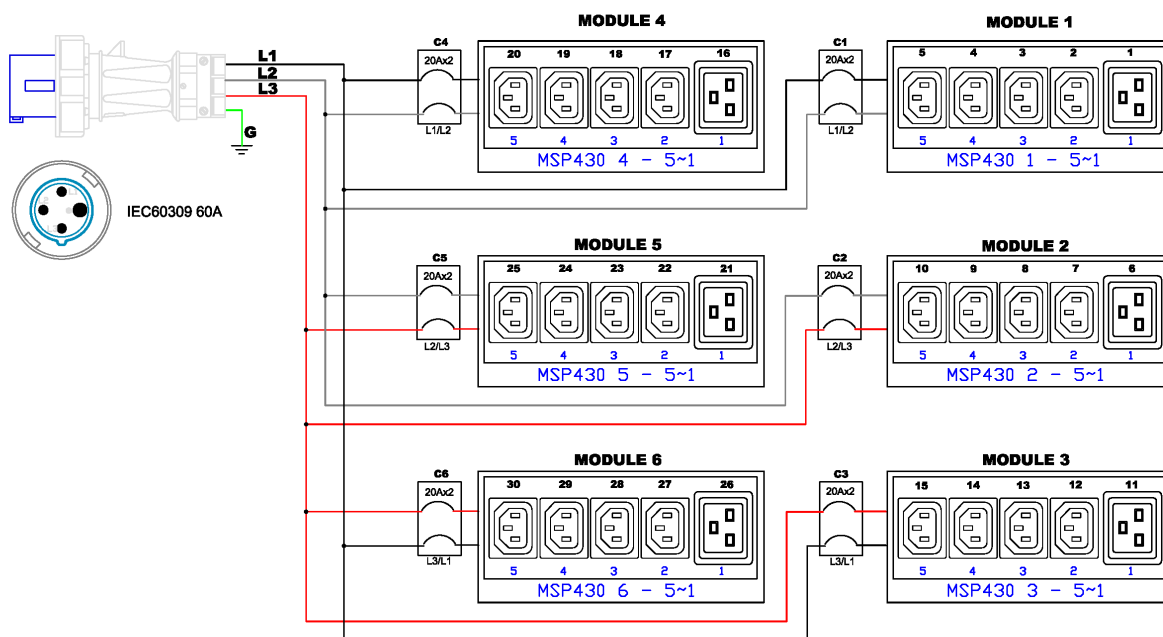 MODULE 4
MODULE 1
C4
20Ax2
L1/L2
20 19 18 17 16
5 4 3 2 1
MSP430 4 - 5~1
C1
20Ax2
L1/L2
5 4 3 2 1
5 4 3 2 1
MSP430 1 - 5~1
L1
L2
L3
G
IEC60309 60A
MODULE 5
MODULE 2
C5
20Ax2
L2/L3
25 24 23 22 21
5 4 3 2 1
MSP430 5 - 5~1
C2
20Ax2
L2/L3
10 9 8 7 6
5 4 3 2 1
MSP430 2 - 5~1
MODULE 6
MODULE 3
C6
20Ax2
L3/L1
30 29 28 27 26
5 4 3 2 1
MSP430 6 - 5~1
C3
20Ax2
L3/L1
15 14 13 12 11
5 4 3 2 1
MSP430 3 - 5~1